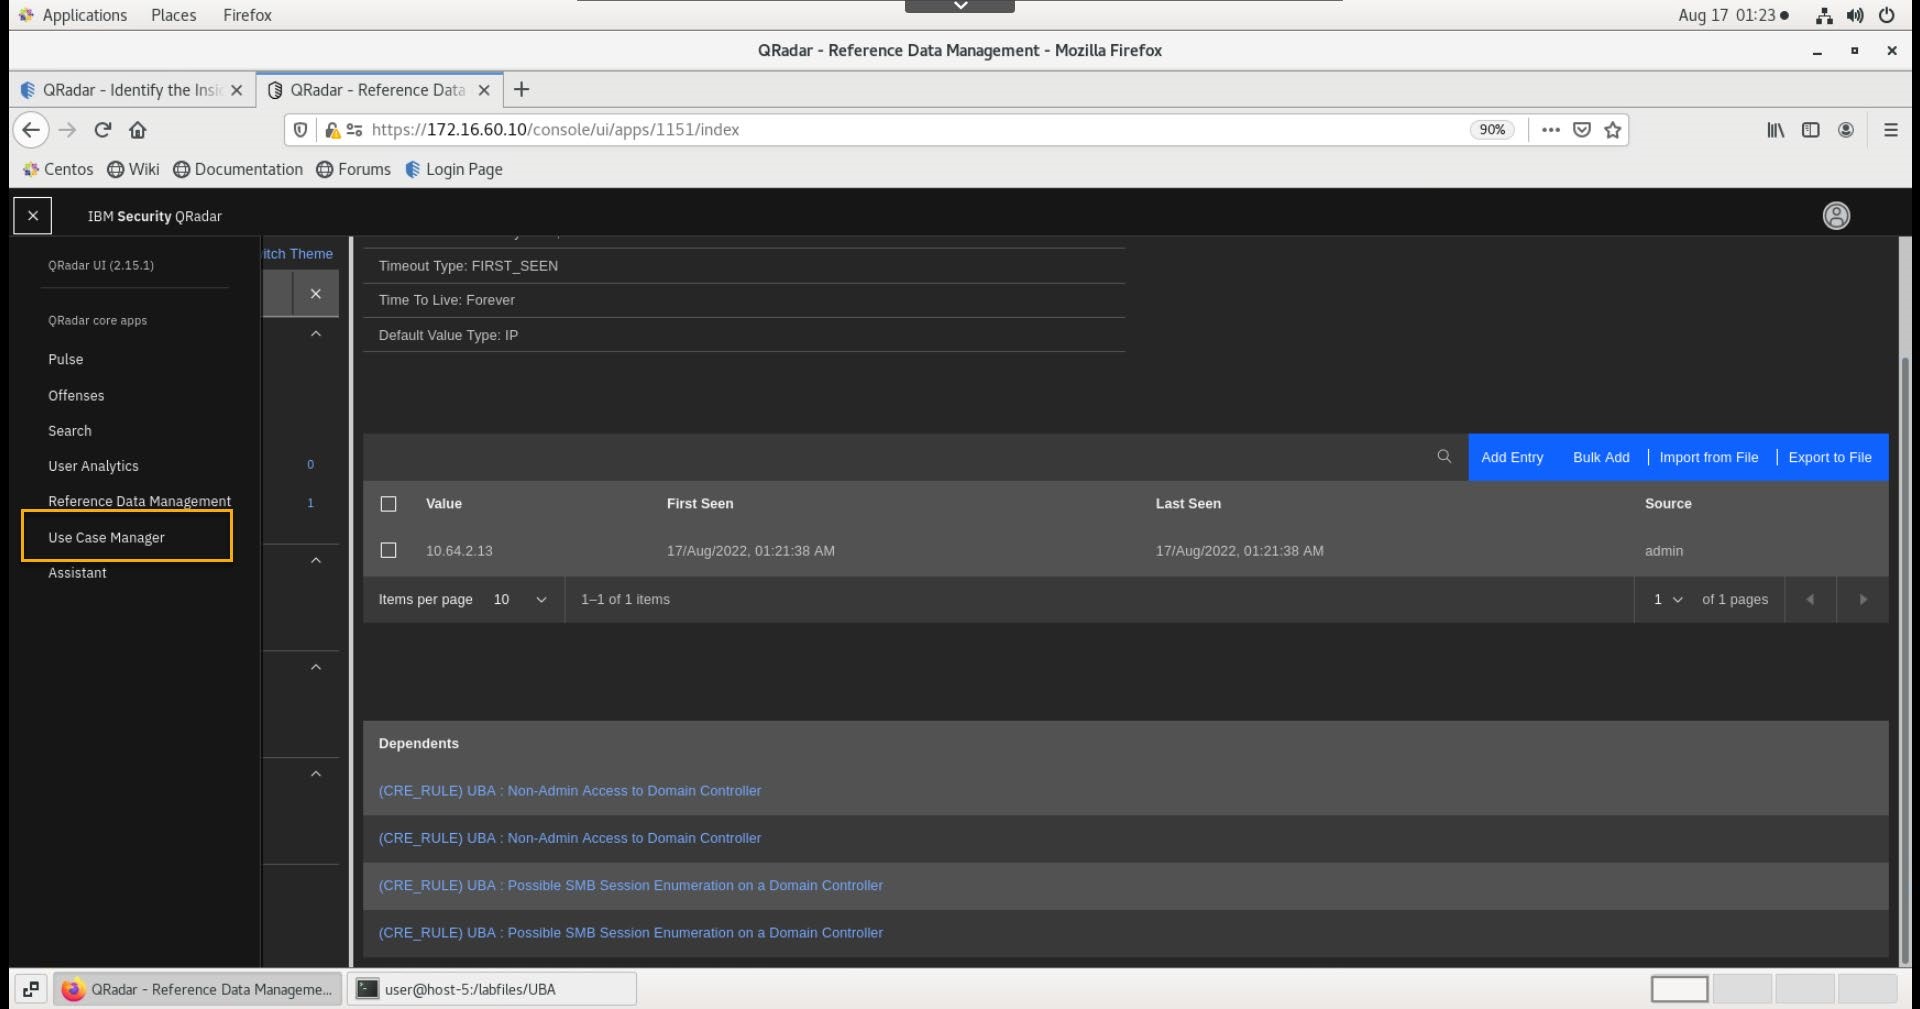 Applications Places Firefox Aug 17 01:23
QRadar - Reference Data Management - Mozilla Firefox
QRadar - Identify the Insi QRadar - Reference Data
https://172.16.60.10/console/ui/apps/1151/index 90%
Centos Wiki Documentation Forums Login Page
IBM Security QRadar
QRadar UI (2.15.1)
QRadar core apps
Pulse
Offenses
Search
User Analytics
Reference Data Management
Use Case Manager
Assistant
itch Theme
0
1
Timeout Type: FIRST_SEEN
Time To Live: Forever
Default Value Type: IP
Add Entry Bulk Add Import from File Export to File
Value First Seen Last Seen Source
10.64.2.13 17/Aug/2022, 01:21:38 AM 17/Aug/2022, 01:21:38 AM admin
Items per page 10 1–1 of 1 items 1 of 1 pages
Dependents
(CRE_RULE) UBA : Non-Admin Access to Domain Controller
(CRE_RULE) UBA : Non-Admin Access to Domain Controller
(CRE_RULE) UBA : Possible SMB Session Enumeration on a Domain Controller
(CRE_RULE) UBA : Possible SMB Session Enumeration on a Domain Controller
QRadar - Reference Data Manageme... user@host-5:/labfiles/UBA